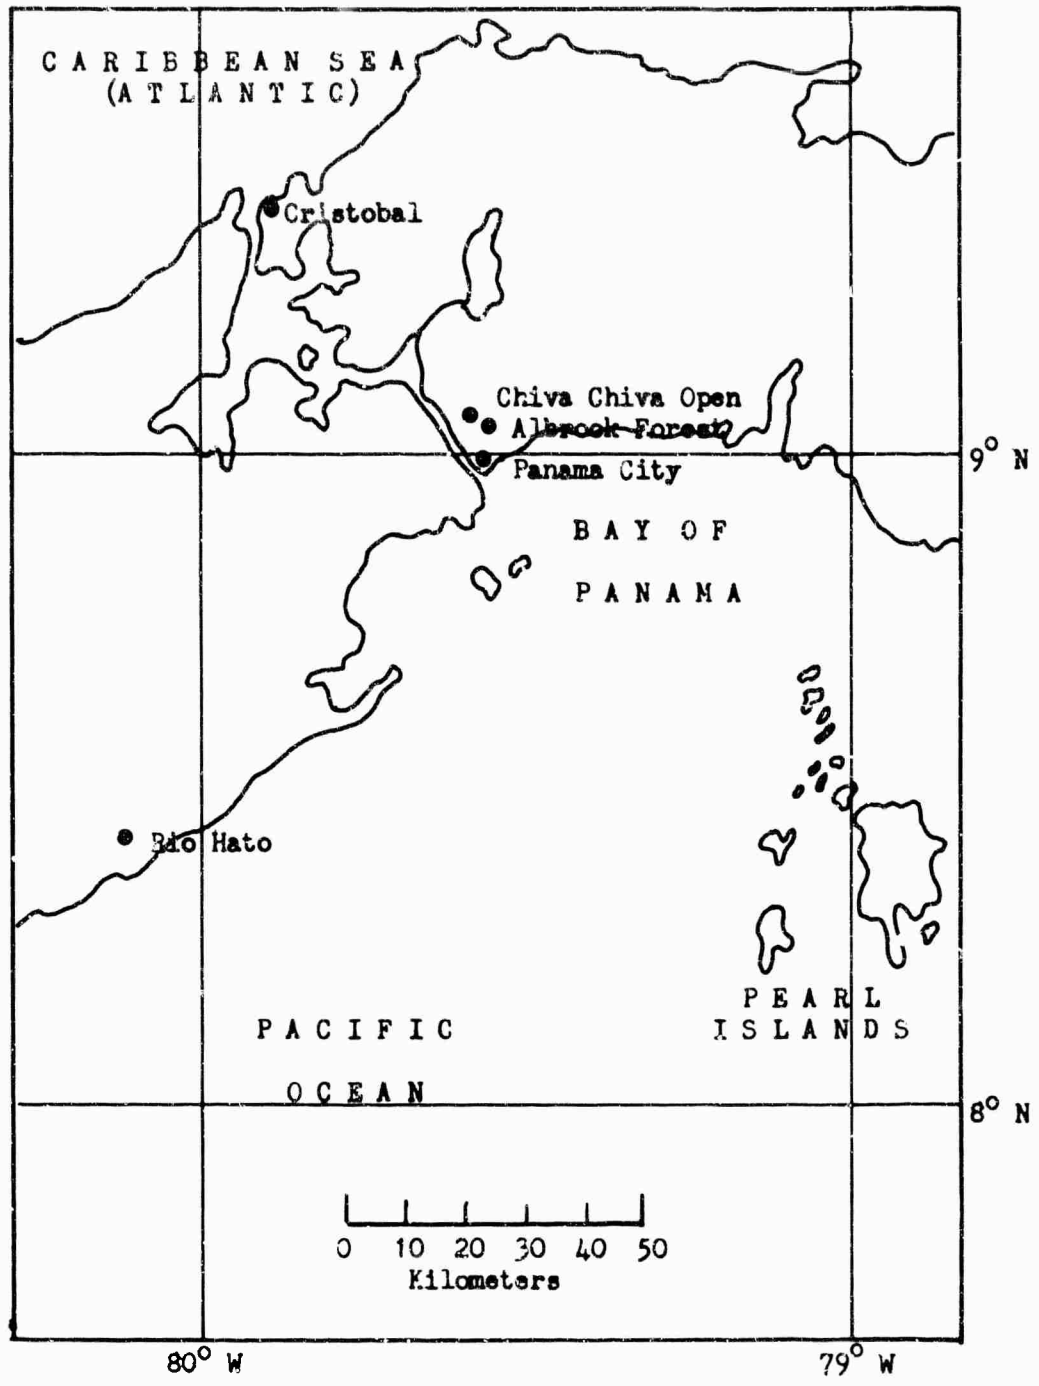 CARIBBEAN SEA
(ATLANTIC)
Cristobal
Chiva Chiva Open
Albrook Forest
9° N
Panama City
BAY OF
PANAMA
Rio Hato
PEARL
ISLANDS
PACIFIC
OCEAN
8° N
0 10 20 30 40 50
Kilometers
80° W 79° W